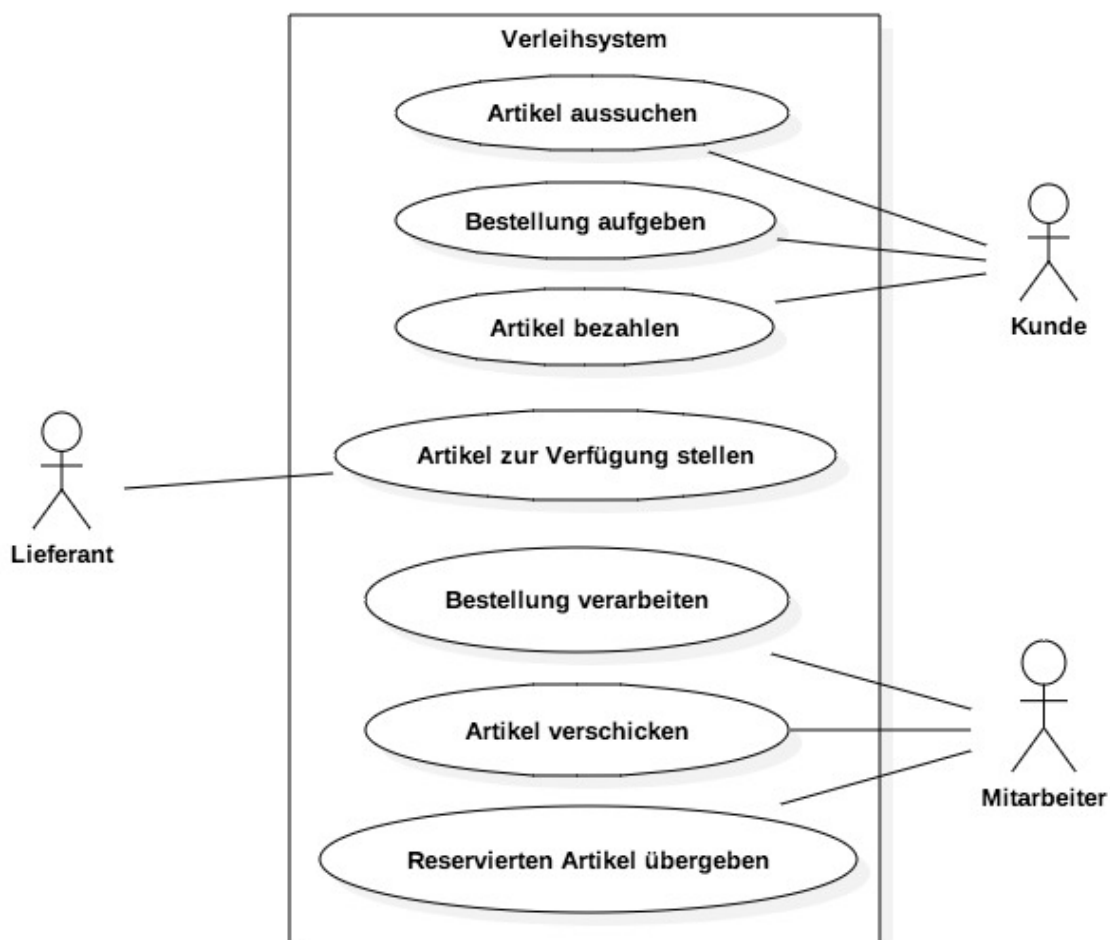 Verleihsystem
Artikel aussuchen
Bestellung aufgeben
Artikel bezahlen
Kunde
Artikel zur Verfügung stellen
Lieferant
Bestellung verarbeiten
Artikel verschicken
Mitarbeiter
Reservierten Artikel übergeben